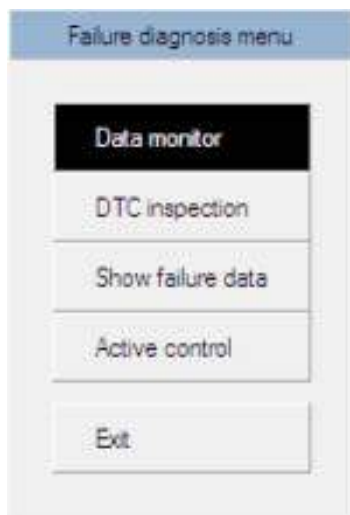 Failure diagnosis menu
Data monitor
DTC inspection
Show failure data
Active control
Exit